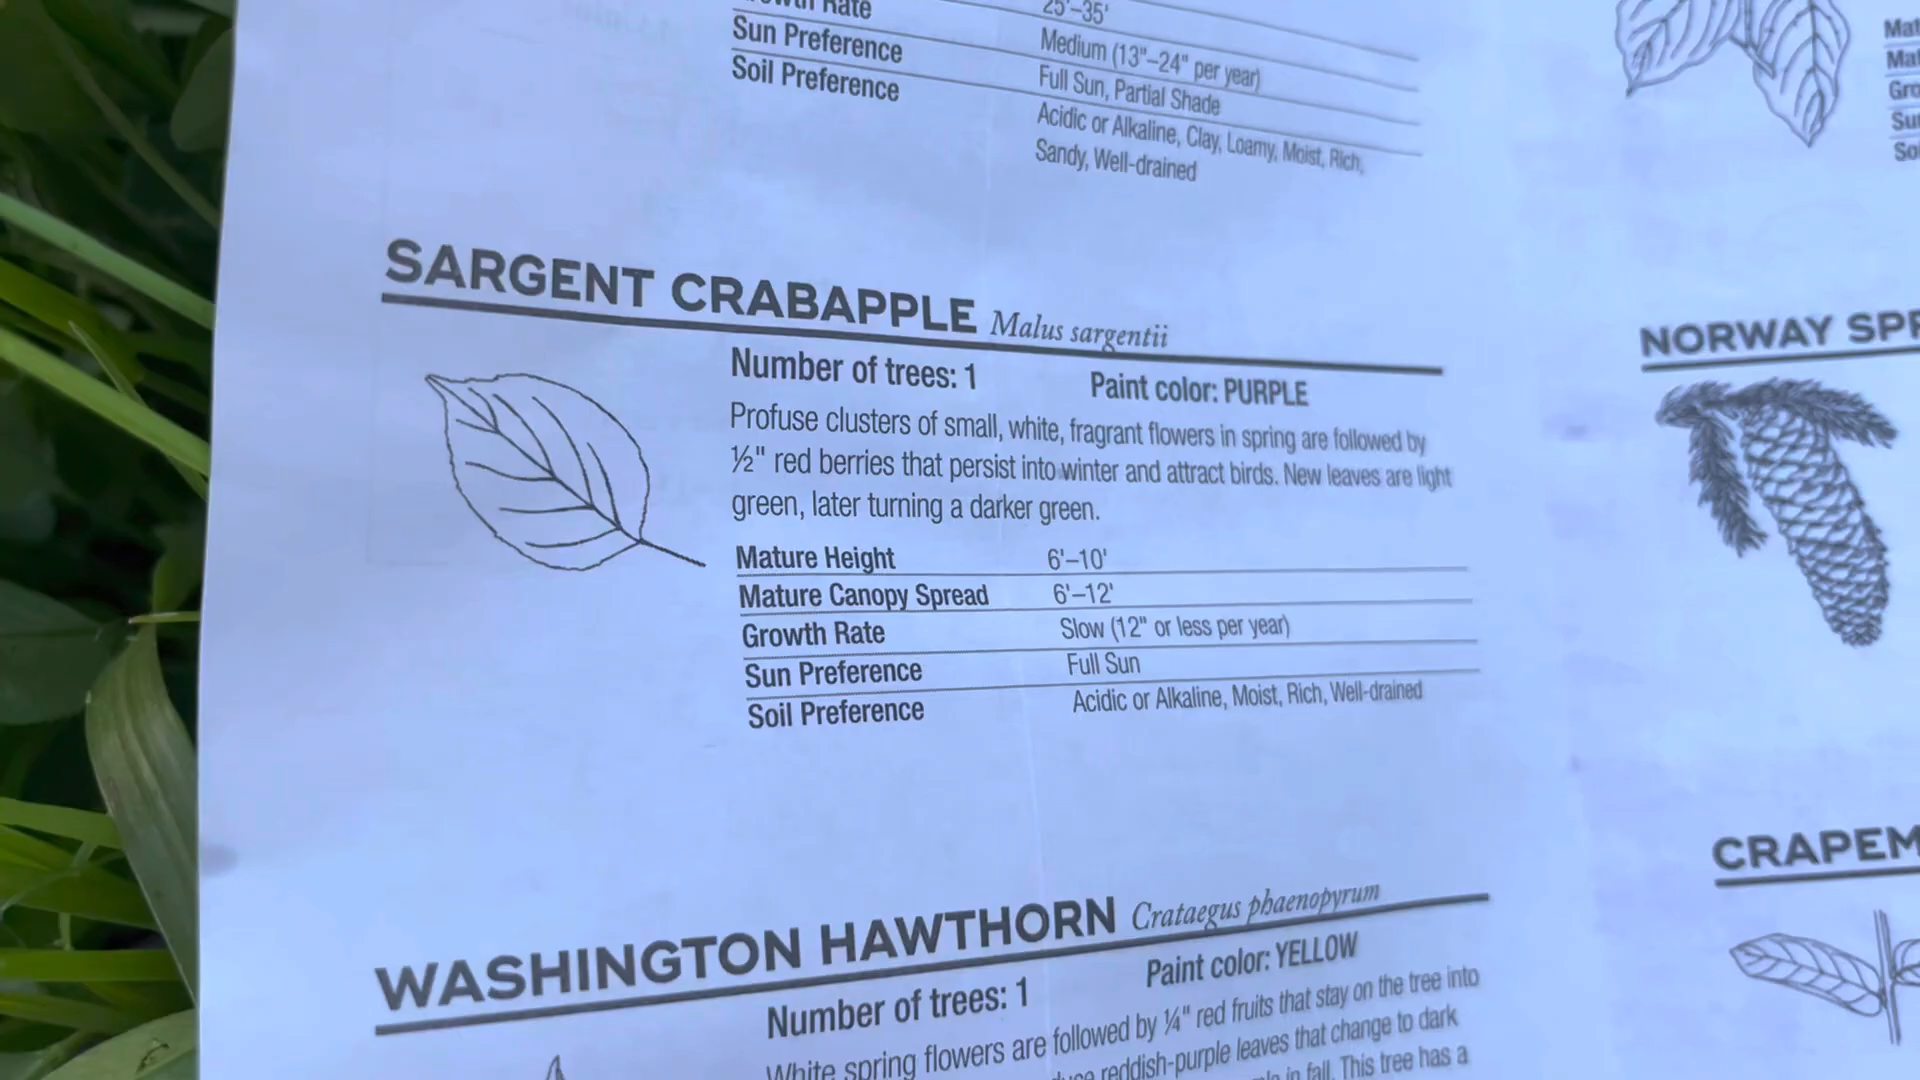 Rate 25'–35'
Sun Preference Medium (13"–24" per year)
Soil Preference Full Sun, Partial Shade
Acidic or Alkaline, Clay, Loamy, Moist, Rich,
Sandy, Well-drained
SARGENT CRABAPPLE Malus sargentii
Number of trees: 1 Paint color: PURPLE
Profuse clusters of small, white, fragrant flowers in spring are followed by
½" red berries that persist into winter and attract birds. New leaves are light
green, later turning a darker green.
Mature Height 6'–10'
Mature Canopy Spread 6'–12'
Growth Rate Slow (12" or less per year)
Sun Preference Full Sun
Soil Preference Acidic or Alkaline, Moist, Rich, Well-drained
WASHINGTON HAWTHORN Crataegus phaenopyrum
Number of trees: 1 Paint color: YELLOW
White spring flowers are followed by ¼" red fruits that stay on the tree into
reddish-purple leaves that change to dark
in fall. This tree has a
NORWAY